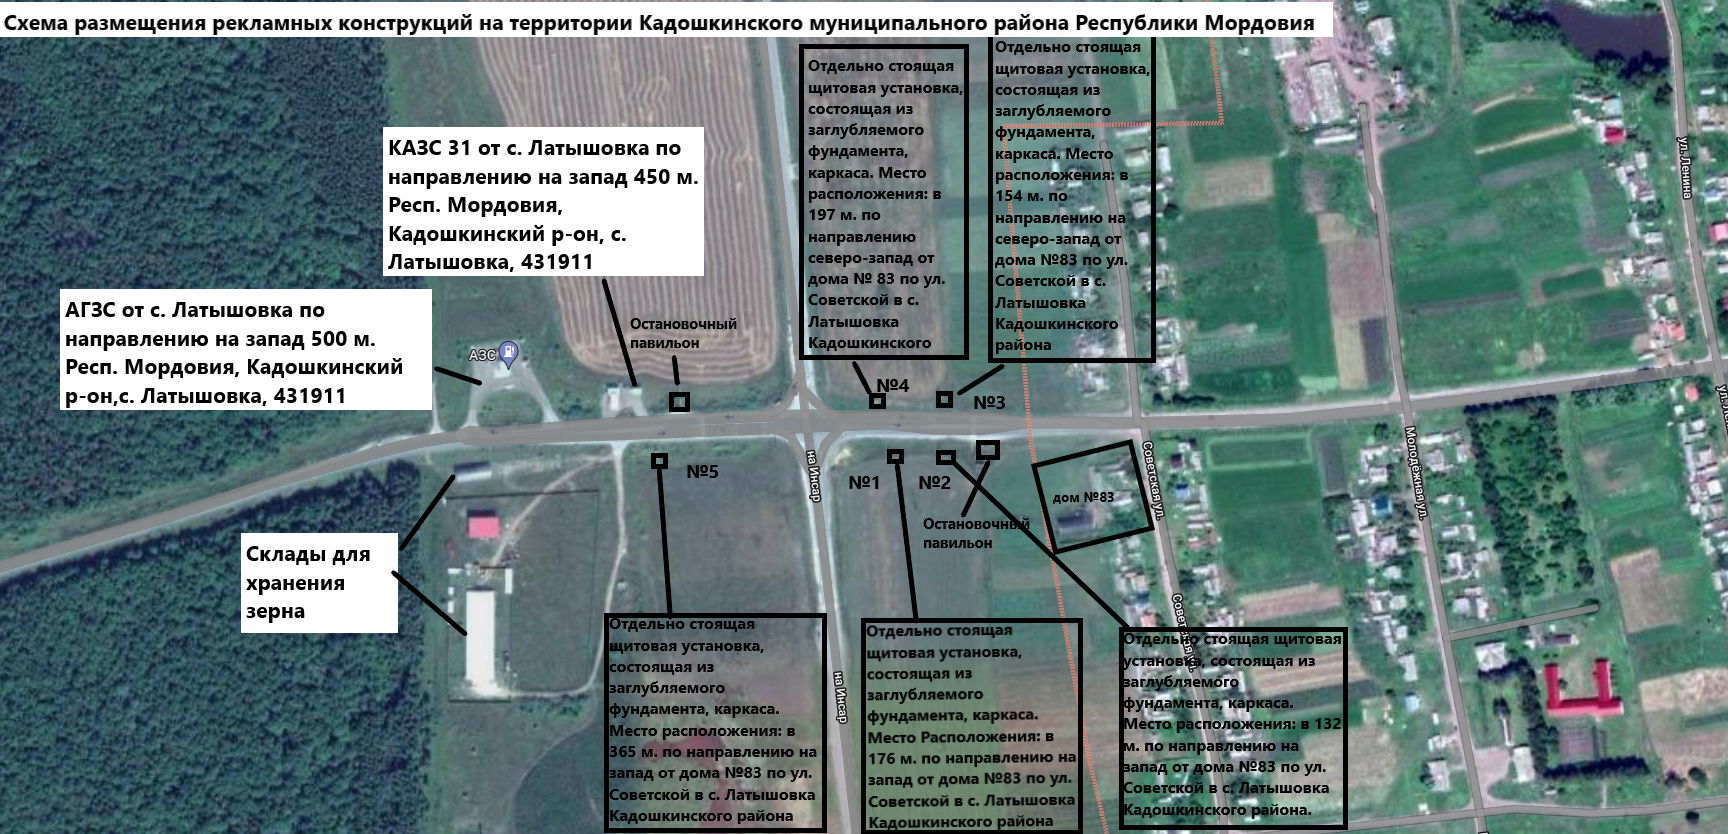 Схема размещения рекламных конструкций на территории Кадошкинского муниципального района Республики Мордовия
Отдельно стоящая
щитовая установка,
состоящая из
заглубляемого
фундамента,
каркаса. Место
расположения: в
197 м. по
направлению
северо-запад от
дома № 83 по ул.
Советской в с.
Латышовка
Кадошкинского
Отдельно стоящая
щитовая установка,
состоящая из
заглубляемого
фундамента,
каркаса. Место
расположения: в
154 м. по
направлению на
северо-запад от
дома №83 по ул.
Советской в с.
Латышовка
Кадошкинского
района
КАЗС 31 от с. Латышовка по
направлению на запад 450 м.
Респ. Мордовия,
Кадошкинский р-он, с.
Латышовка, 431911
АГЗС от с. Латышовка по
направлению на запад 500 м.
Респ. Мордовия, Кадошкинский
р-он,с. Латышовка, 431911
Остановочный
павильон
АЗС
№4
№3
№5
№1
№2
на Инсар
дом №83
Остановочный
павильон
Советская ул.
Молодёжная ул.
ул. Ленина
Склады для
хранения
зерна
Советская ул.
на Инсар
Отдельно стоящая
щитовая установка,
состоящая из
заглубляемого
фундамента, каркаса.
Место расположения: в
365 м. по направлению на
запад от дома №83 по ул.
Советской в с. Латышовка
Кадошкинского района
Отдельно стоящая
щитовая установка,
состоящая из
заглубляемого
фундамента, каркаса.
Место Расположения: в
176 м. по направлению на
запад от дома №83 по ул.
Советской в с. Латышовка
Кадошкинского района
Отдельно стоящая щитовая
установка, состоящая из
заглубляемого
фундамента, каркаса.
Место расположения: в 132
м. по направлению на
запад от дома №83 по ул.
Советской в с. Латышовка
Кадошкинского района.